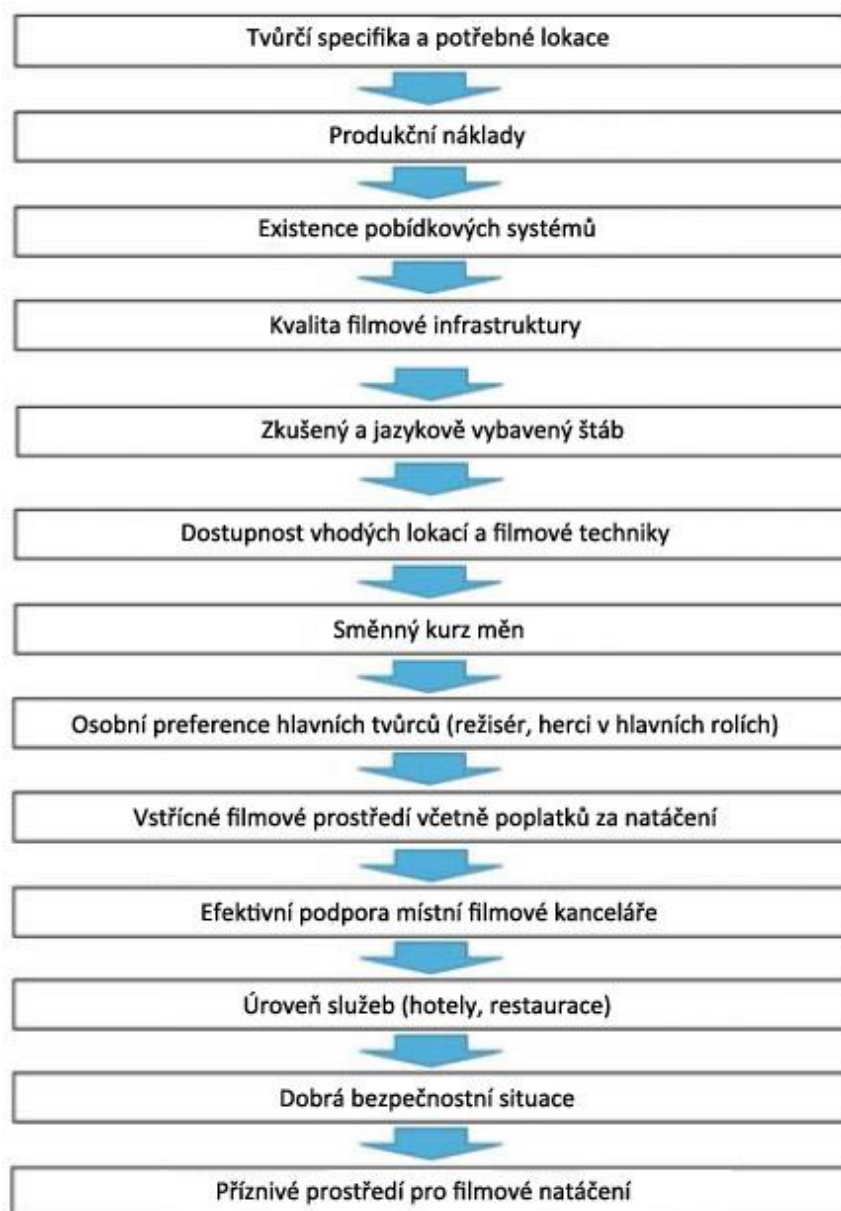 Tvůrčí specifika a potřebné lokace
Produkční náklady
Existence pobídkových systémů
Kvalita filmové infrastruktury
Zkušený a jazykově vybavený štáb
Dostupnost vhodých lokací a filmové techniky
Směnný kurz měn
Osobní preference hlavních tvůrců (režisér, herci v hlavních rolích)
Vstřícné filmové prostředí včetně poplatků za natáčení
Efektivní podpora místní filmové kanceláře
Úroveň služeb (hotely, restaurace)
Dobrá bezpečnostní situace
Příznivé prostředí pro filmové natáčení